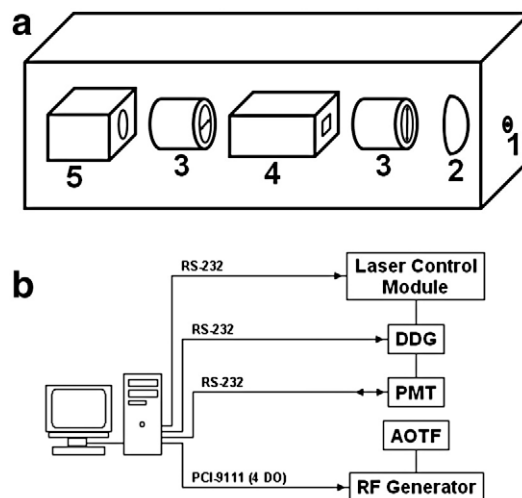 a
5 3 4 3 2 1
b
RS-232
Laser Control
Module
RS-232
DDG
RS-232
PMT
AOTF
PCI-9111 (4 DO)
RF Generator